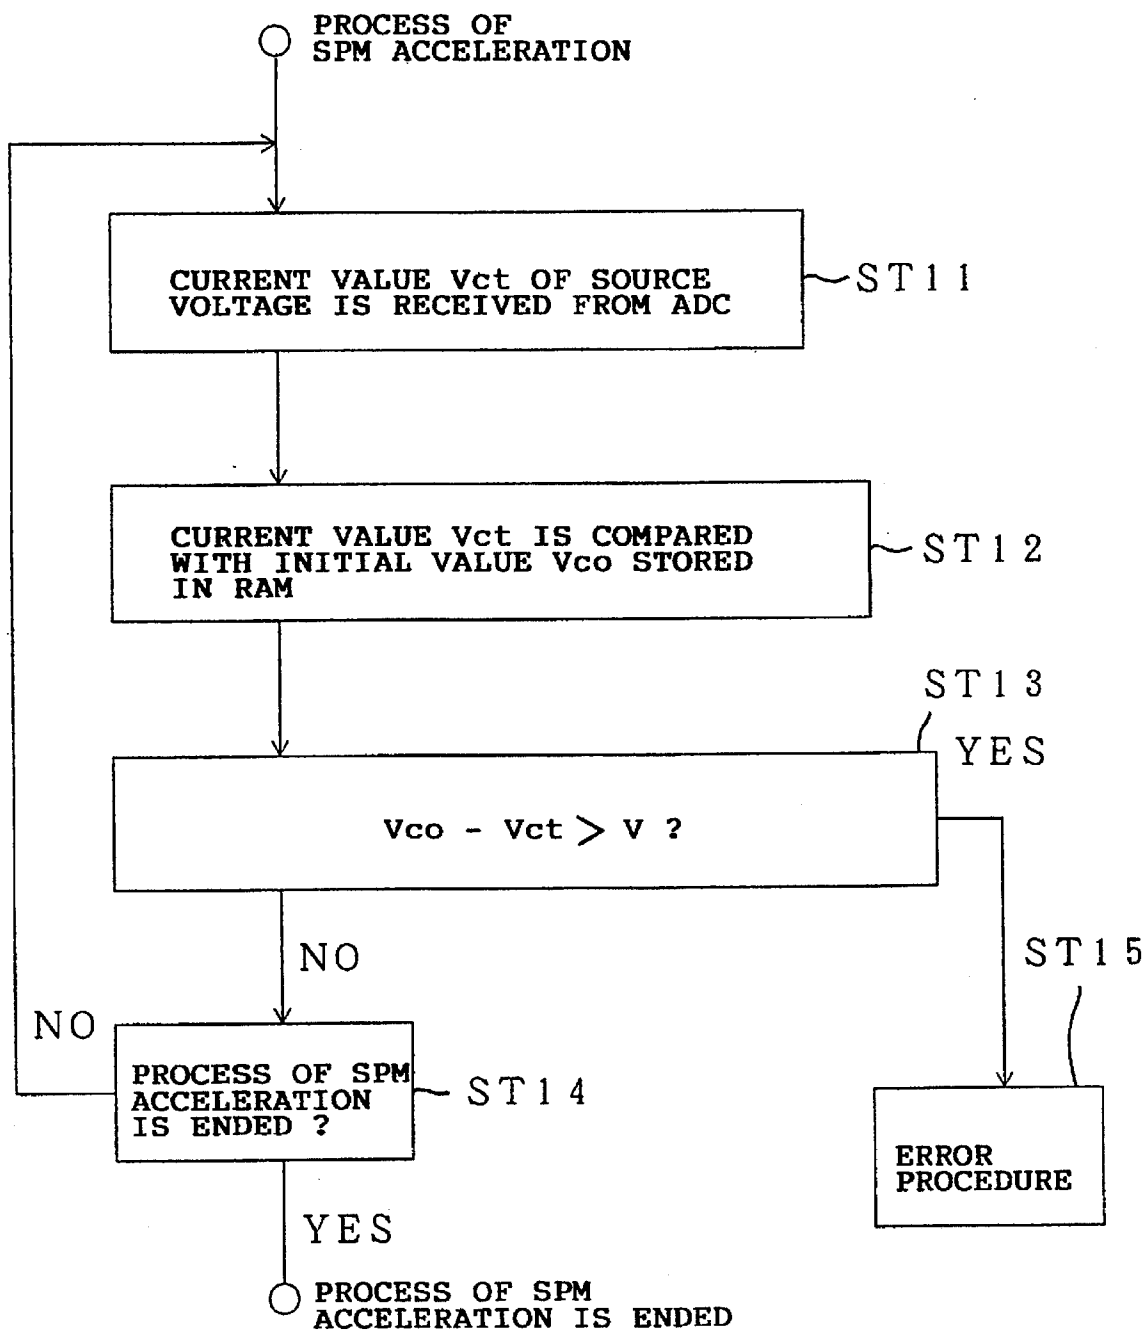 PROCESS OF
SPM ACCELERATION
CURRENT VALUE Vct OF SOURCE
VOLTAGE IS RECEIVED FROM ADC
ST11
CURRENT VALUE Vct IS COMPARED
WITH INITIAL VALUE Vco STORED
IN RAM
ST12
ST13
YES
Vco - Vct > V ?
NO
ST15
NO
PROCESS OF SPM
ACCELERATION
IS ENDED ?
ST14
ERROR
PROCEDURE
YES
PROCESS OF SPM
ACCELERATION IS ENDED